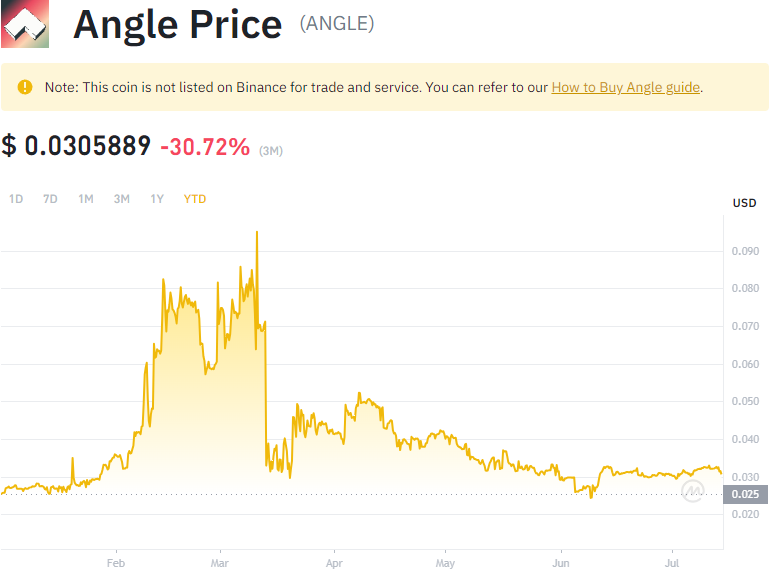 Angle Price (ANGLE)
Note: This coin is not listed on Binance for trade and service. You can refer to our How to Buy Angle guide.
$ 0.0305889 -30.72% (3M)
1D 7D 1M 3M 1Y YTD
USD
0.090
0.080
0.070
0.060
0.050
0.040
0.030
0.025
0.020
Feb Mar Apr May Jun Jul